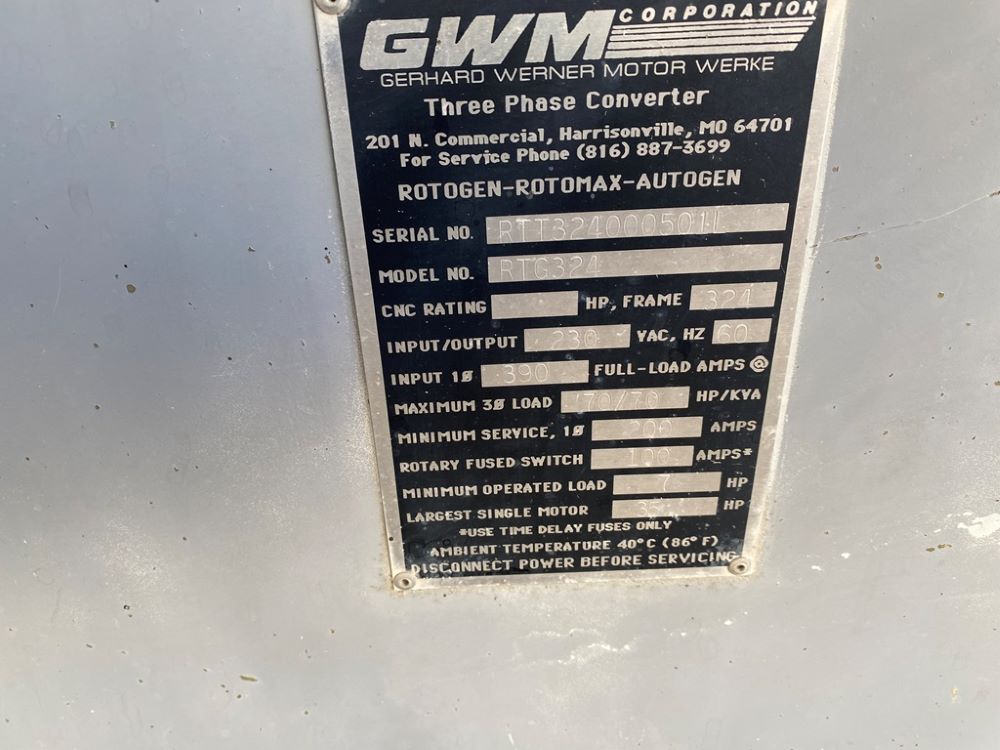 GWM CORPORATION
GERHARD WERNER MOTOR WERKE
Three Phase Converter
201 N. Commercial, Harrisonville, MO 64701
For Service Phone (816) 887-3699
ROTOGEN-ROTOMAX-AUTOGEN
SERIAL NO.
MODEL NO. RTG324
CNC RATING HP, FRAME 324
INPUT/OUTPUT 230 VAC, HZ 60
INPUT 1Ø 390 FULL-LOAD AMPS @
MAXIMUM 3Ø LOAD 70/70 HP/KVA
MINIMUM SERVICE, 1Ø 200 AMPS
ROTARY FUSED SWITCH 100 AMPS*
MINIMUM OPERATED LOAD 7 HP
LARGEST SINGLE MOTOR HP
*USE TIME DELAY FUSES ONLY
AMBIENT TEMPERATURE 40°C (86°F)
DISCONNECT POWER BEFORE SERVICING